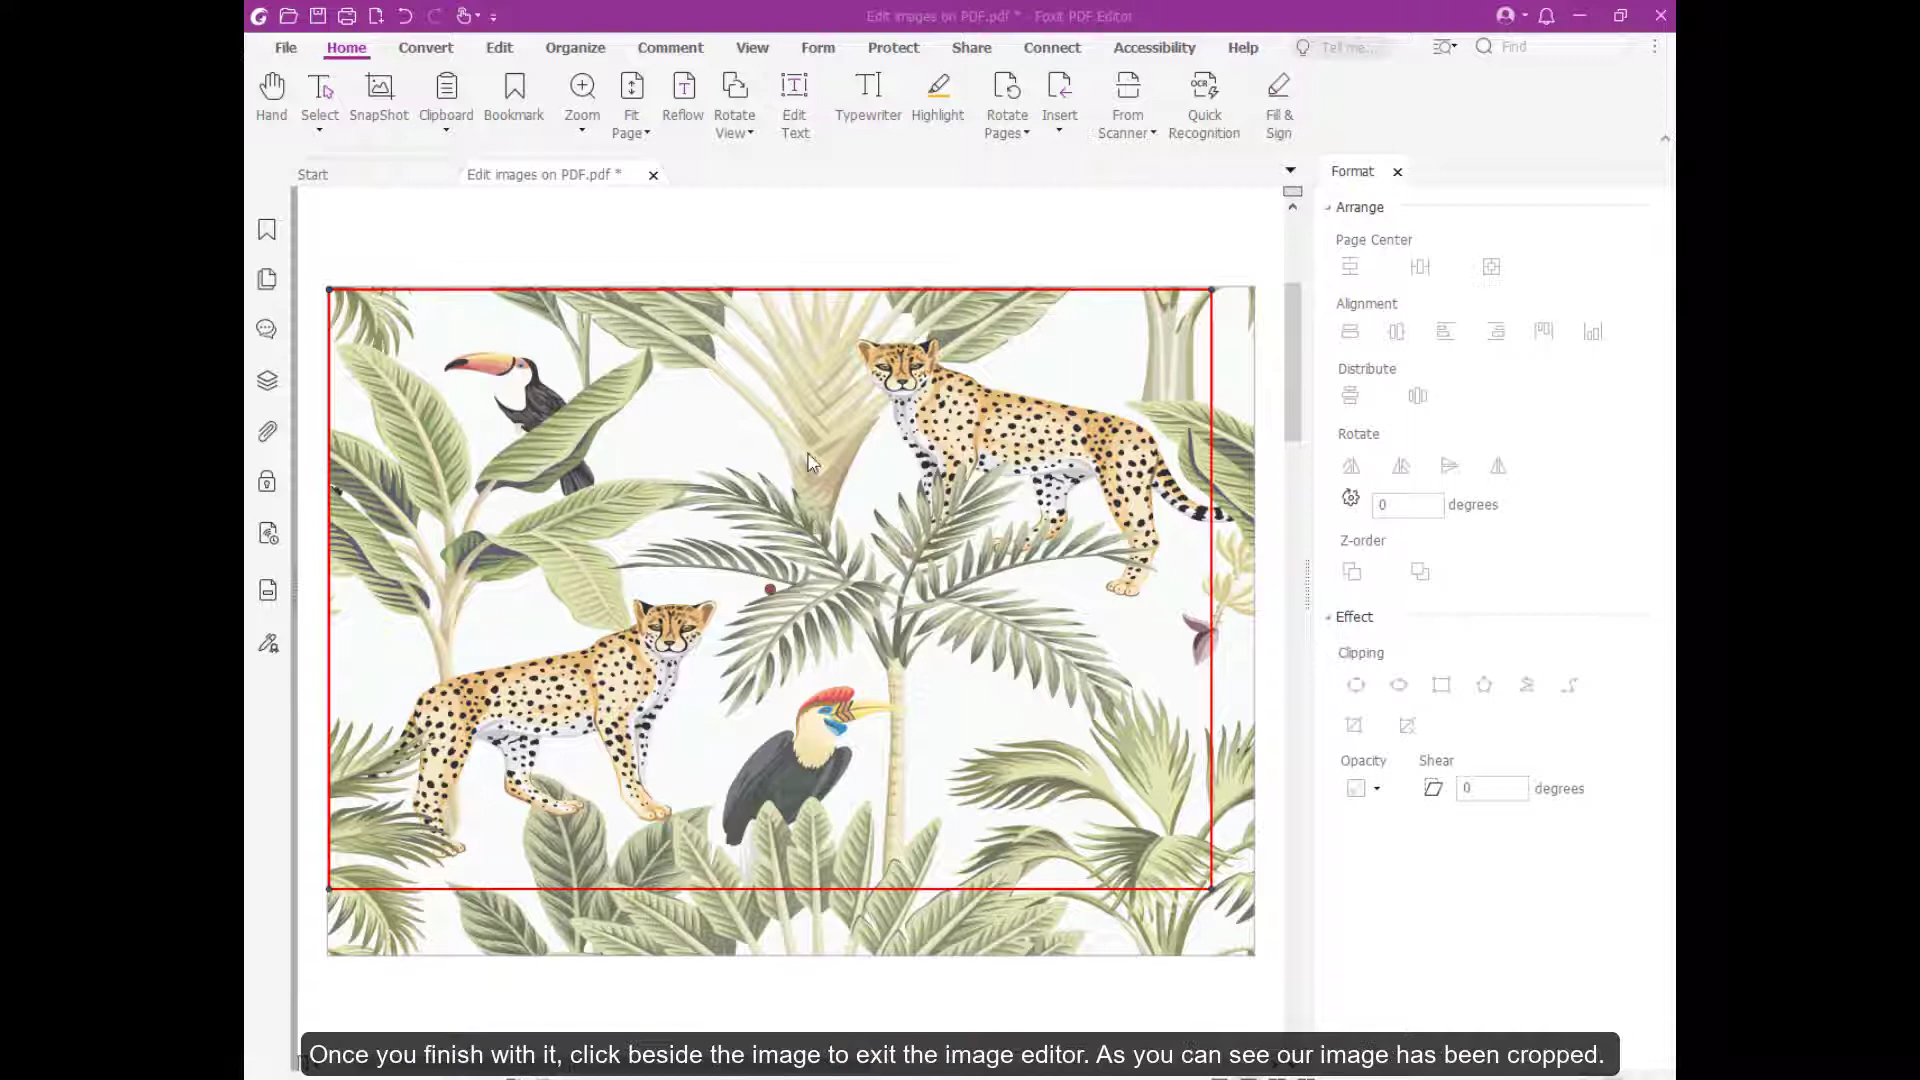 Edit images on PDF.pdf * - Foxit PDF Editor
File Home Convert Edit Organize Comment View Form Protect Share Connect Accessibility Help Tell me... Find
Hand Select SnapShot Clipboard Bookmark Zoom Fit Page Reflow Rotate View Edit Text Typewriter Highlight Rotate Pages Insert From Scanner Quick Recognition Fill & Sign
OCR
Start Edit images on PDF.pdf *
Format
Arrange
Page Center
Alignment
Distribute
Rotate
0 degrees
Z-order
Effect
Clipping
Opacity Shear
0 degrees
Once you finish with it, click beside the image to exit the image editor. As you can see our image has been cropped.